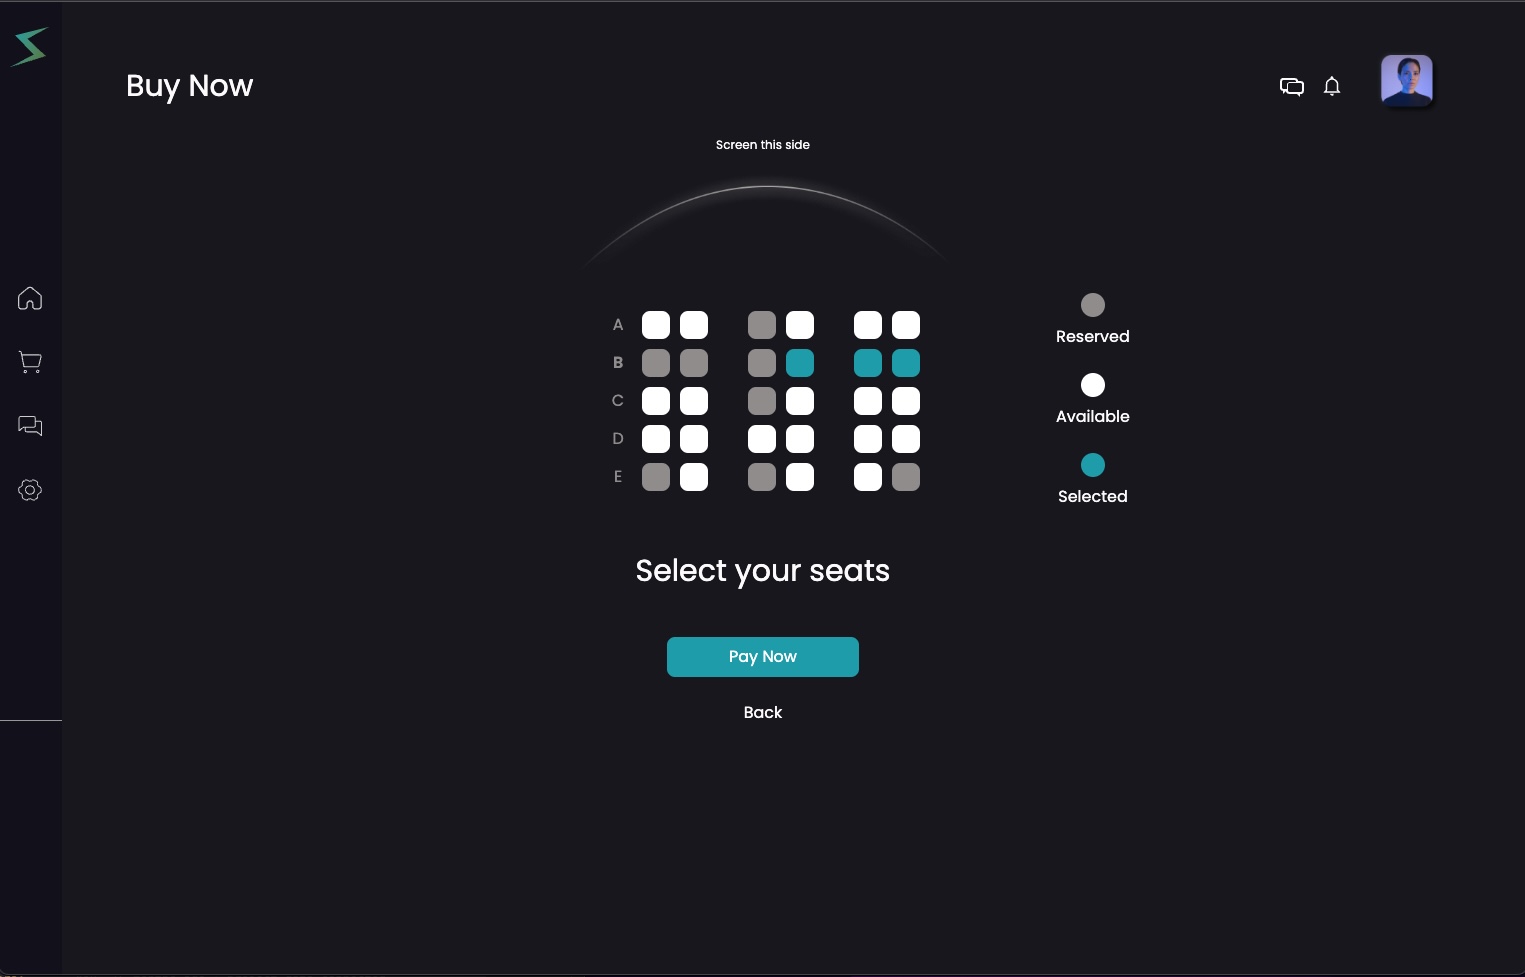 Buy Now
Screen this side
A
B
C
D
E
Reserved
Available
Selected
Select your seats
Pay Now
Back